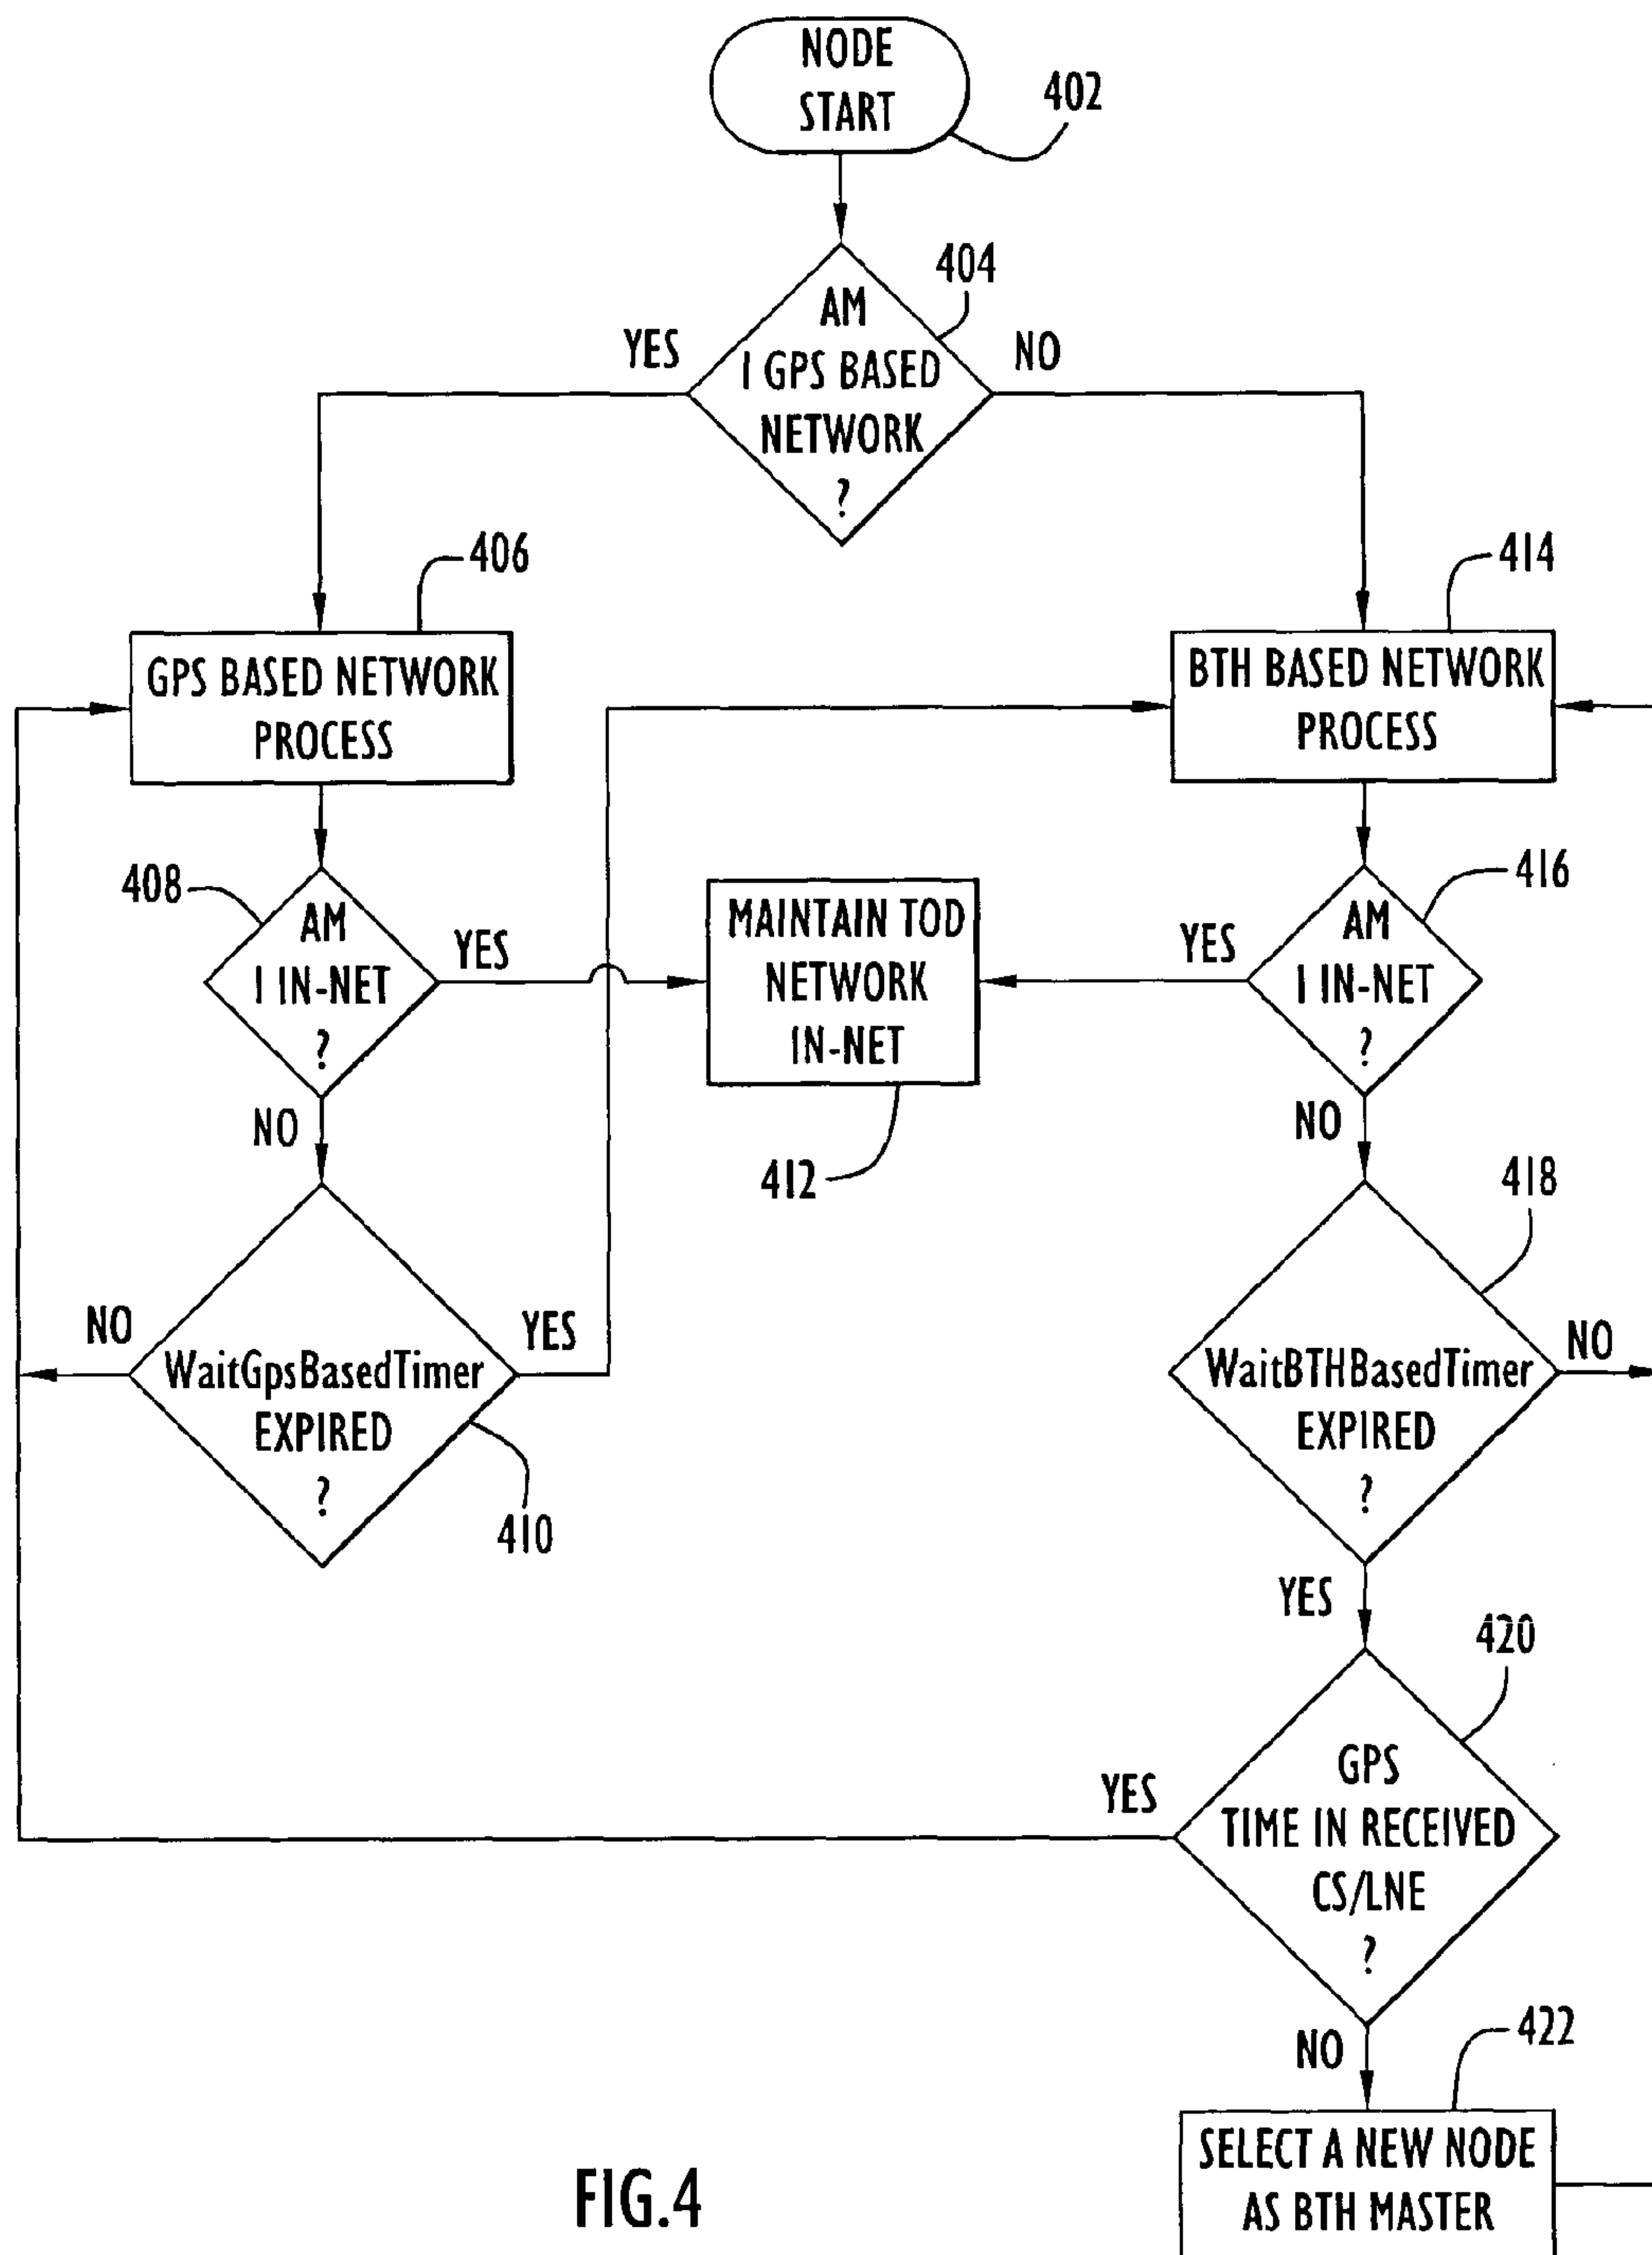 NODE
START
402
404
AM
I GPS BASED
NETWORK
?
YES
NO
406
414
GPS BASED NETWORK
PROCESS
BTH BASED NETWORK
PROCESS
408
AM
I IN-NET
?
YES
MAINTAIN TOD
NETWORK
IN-NET
412
YES
AM
I IN-NET
?
416
NO
NO
418
NO
WaitGpsBasedTimer
EXPIRED
?
YES
410
WaitBTHBasedTimer
EXPIRED
?
NO
YES
420
YES
GPS
TIME IN RECEIVED
CS/LNE
?
NO
422
SELECT A NEW NODE
AS BTH MASTER
FIG.4